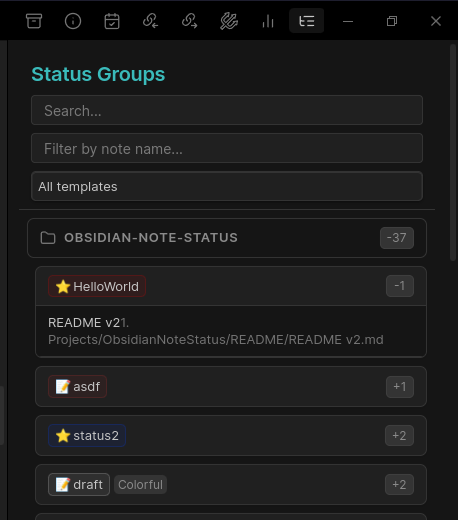 Status Groups
Search...
Filter by note name...
All templates
OBSIDIAN-NOTE-STATUS -37
⭐ HelloWorld -1
README v21.
Projects/ObsidianNoteStatus/README/README v2.md
📝 asdf +1
⭐ status2 +2
📝 draft Colorful +2